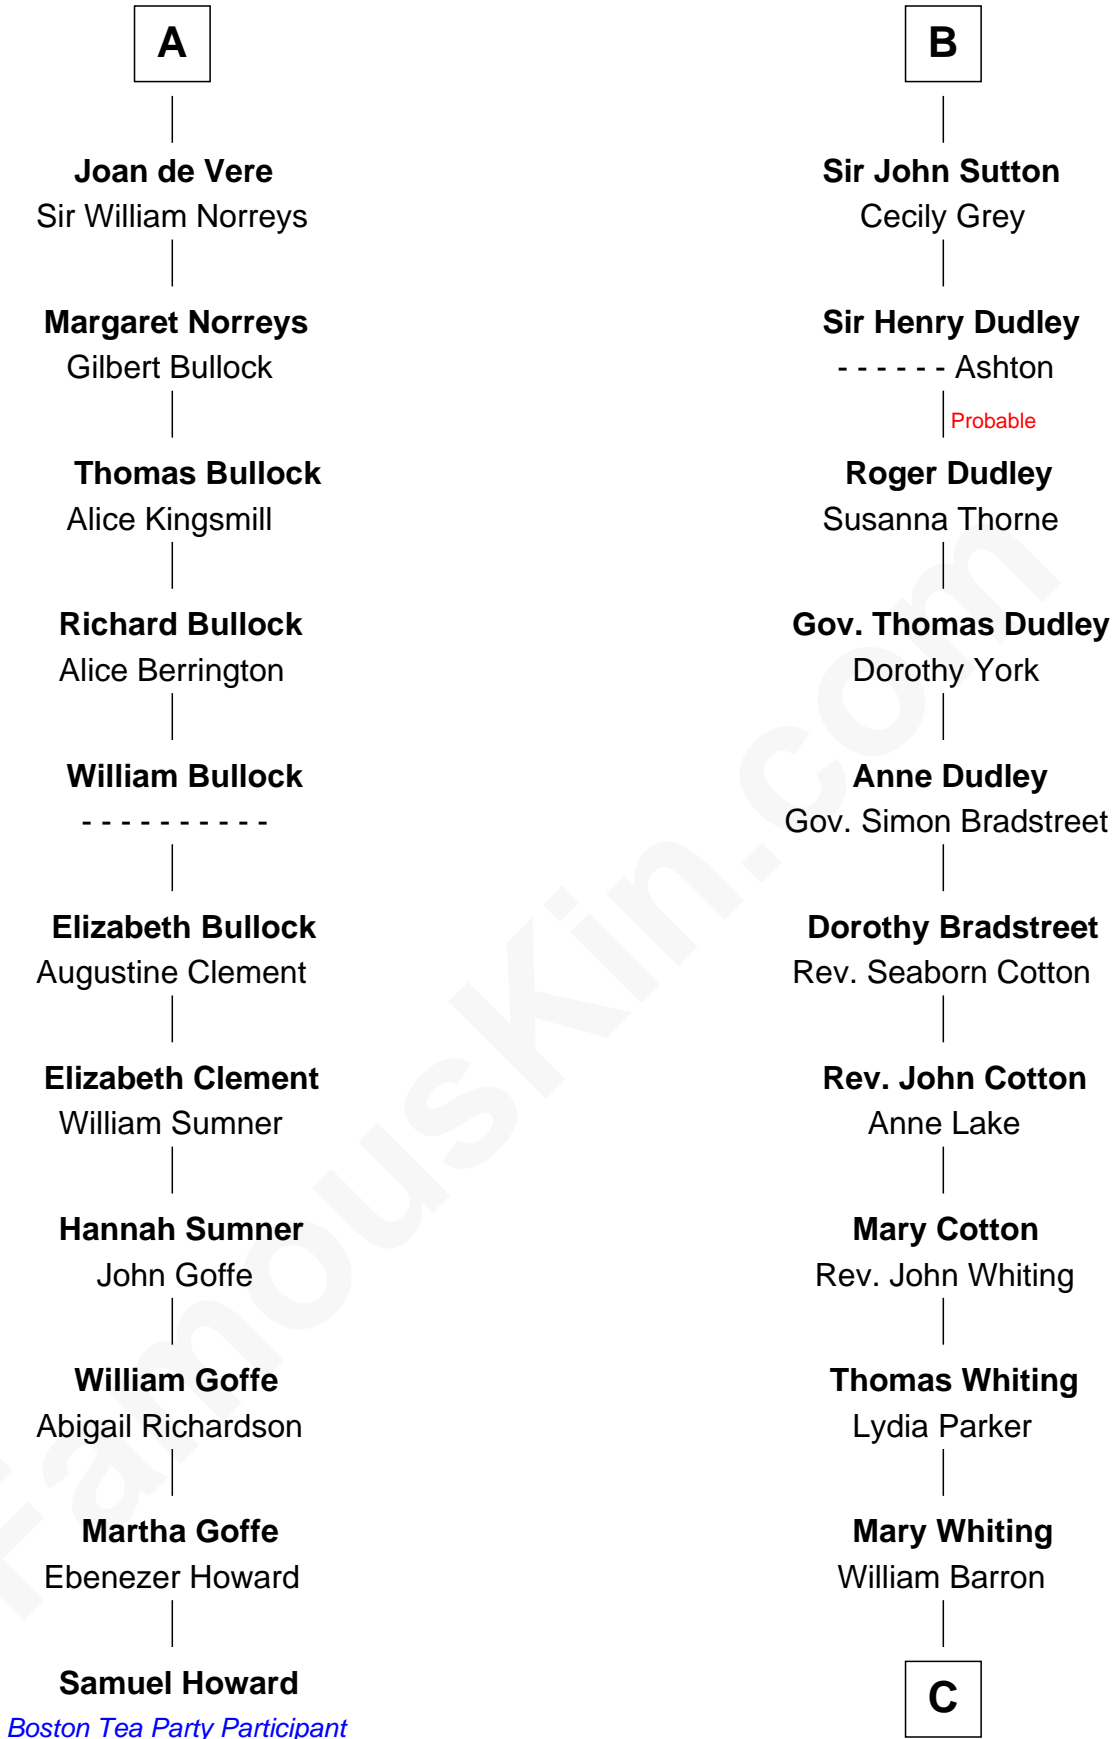 A
Joan de Vere
Sir William Norreys
Margaret Norreys
Gilbert Bullock
Thomas Bullock
Alice Kingsmill
Richard Bullock
Alice Berrington
William Bullock
- - - - - - - - - -
Elizabeth Bullock
Augustine Clement
Elizabeth Clement
William Sumner
Hannah Sumner
John Goffe
William Goffe
Abigail Richardson
Martha Goffe
Ebenezer Howard
Samuel Howard
Boston Tea Party Participant
B
Sir John Sutton
Cecily Grey
Sir Henry Dudley
- - - - - - Ashton
Probable
Roger Dudley
Susanna Thorne
Gov. Thomas Dudley
Dorothy York
Anne Dudley
Gov. Simon Bradstreet
Dorothy Bradstreet
Rev. Seaborn Cotton
Rev. John Cotton
Anne Lake
Mary Cotton
Rev. John Whiting
Thomas Whiting
Lydia Parker
Mary Whiting
William Barron
C
FamousKin.com